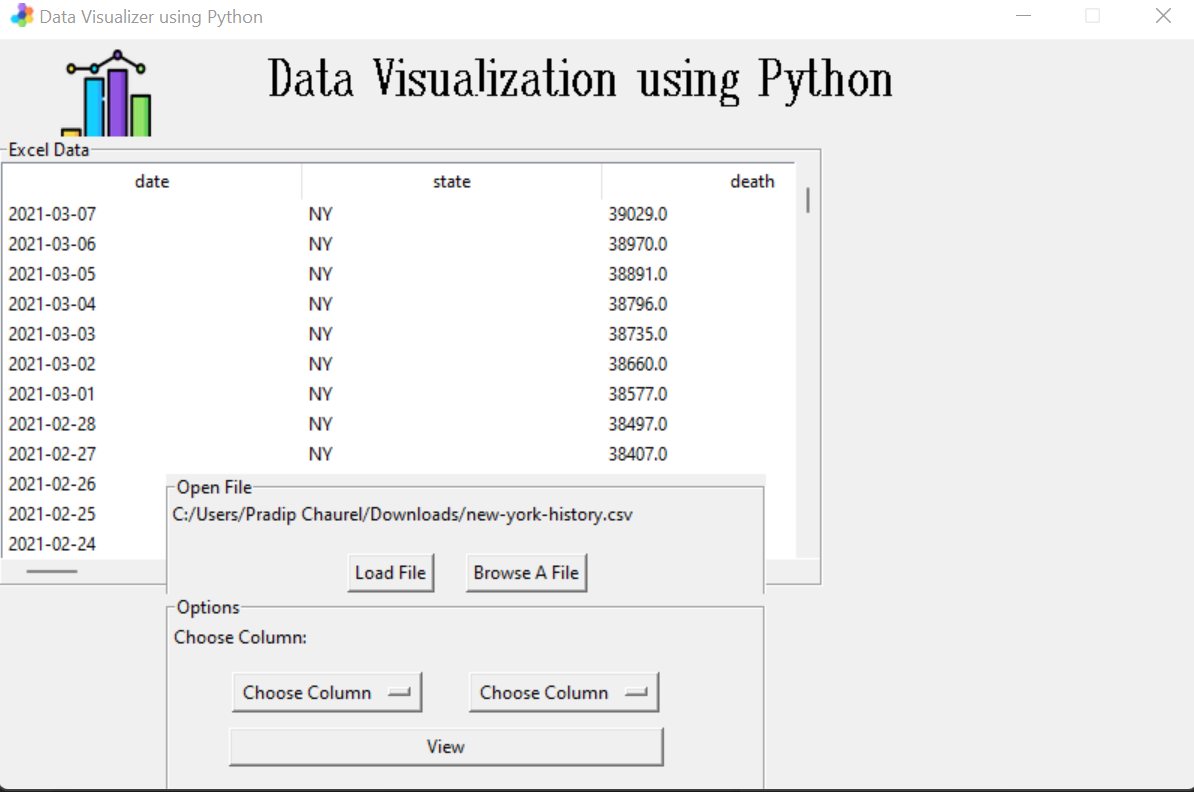 Data Visualizer using Python
Data Visualization using Python
Excel Data
date state death
2021-03-07 NY 39029.0
2021-03-06 NY 38970.0
2021-03-05 NY 38891.0
2021-03-04 NY 38796.0
2021-03-03 NY 38735.0
2021-03-02 NY 38660.0
2021-03-01 NY 38577.0
2021-02-28 NY 38497.0
2021-02-27 NY 38407.0
2021-02-26
2021-02-25
2021-02-24
Open File
C:/Users/Pradip Chaurel/Downloads/new-york-history.csv
Load File Browse A File
Options
Choose Column:
Choose Column Choose Column
View